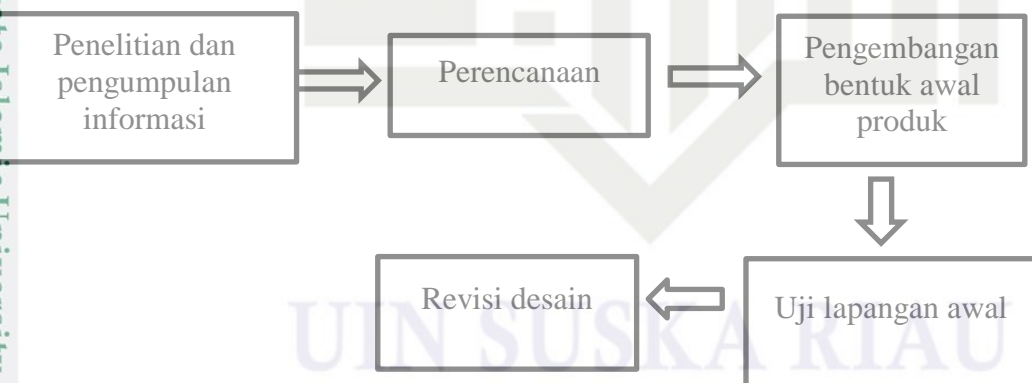 Penelitian dan
pengumpulan
informasi
Perencanaan
Pengembangan
bentuk awal
produk
Uji lapangan awal
Revisi desain
UIN SUSKA RIAU